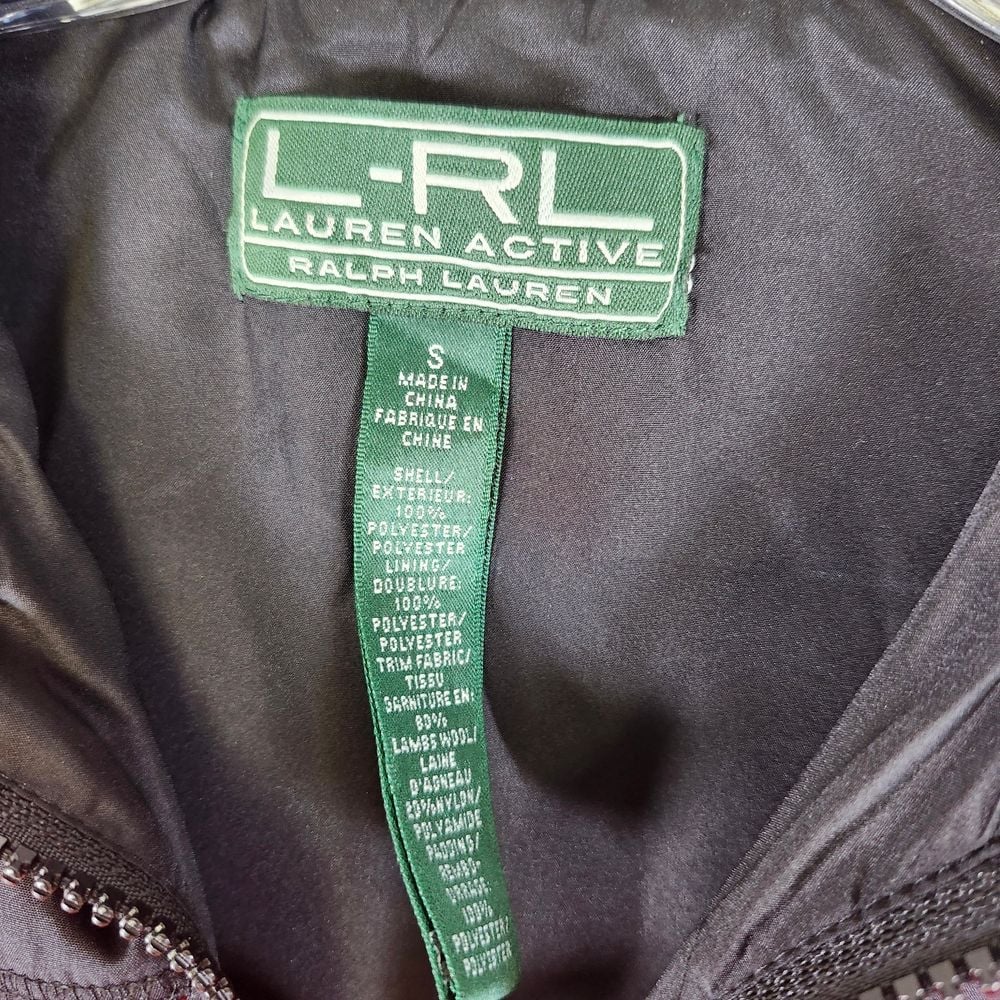 L-RL
LAUREN ACTIVE
RALPH LAUREN
S
MADE IN
CHINA
FABRIQUE EN
CHINE
SHELL/
EXTERIEUR:
100%
POLYESTER/
POLYESTER
LINING/
DOUBLURE:
100%
POLYESTER/
POLYESTER
TRIM FABRIC/
TISSU
GARNITURE EN:
80%
LAMBS WOOL/
LAINE
D'AGNEAU
20%NYLON/
POLYAMIDE
PADDING/
REMBO-
URRAGE:
100%
POLYESTER/
POLYESTER